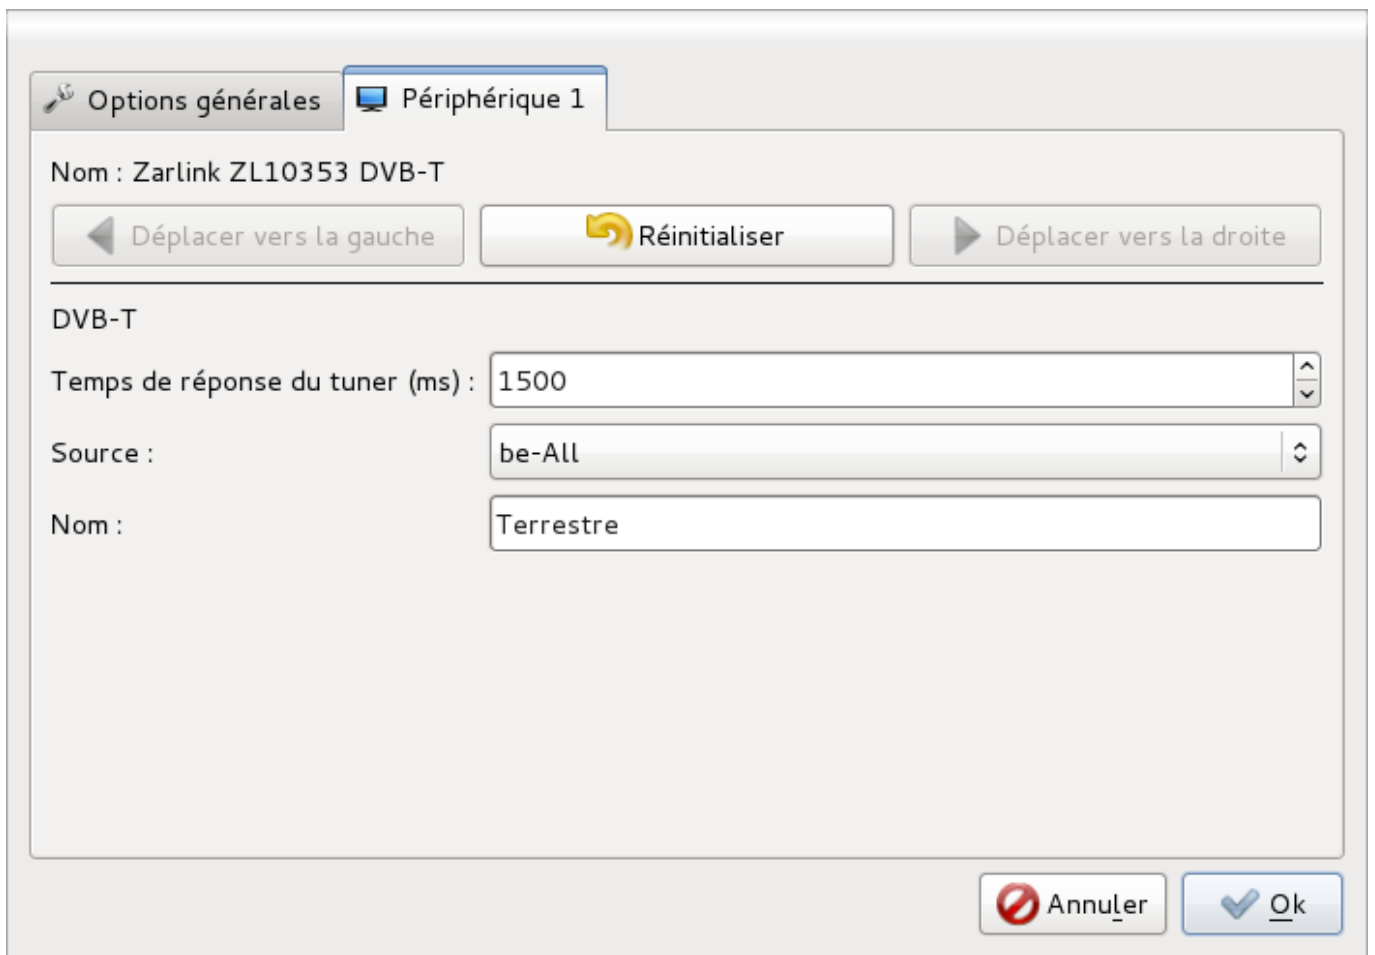 Options générales
Périphérique 1
Nom : Zarlink ZL10353 DVB-T
Déplacer vers la gauche
Réinitialiser
Déplacer vers la droite
DVB-T
Temps de réponse du tuner (ms) :
1500
Source :
be-All
Nom :
Terrestre
Annuler
Ok